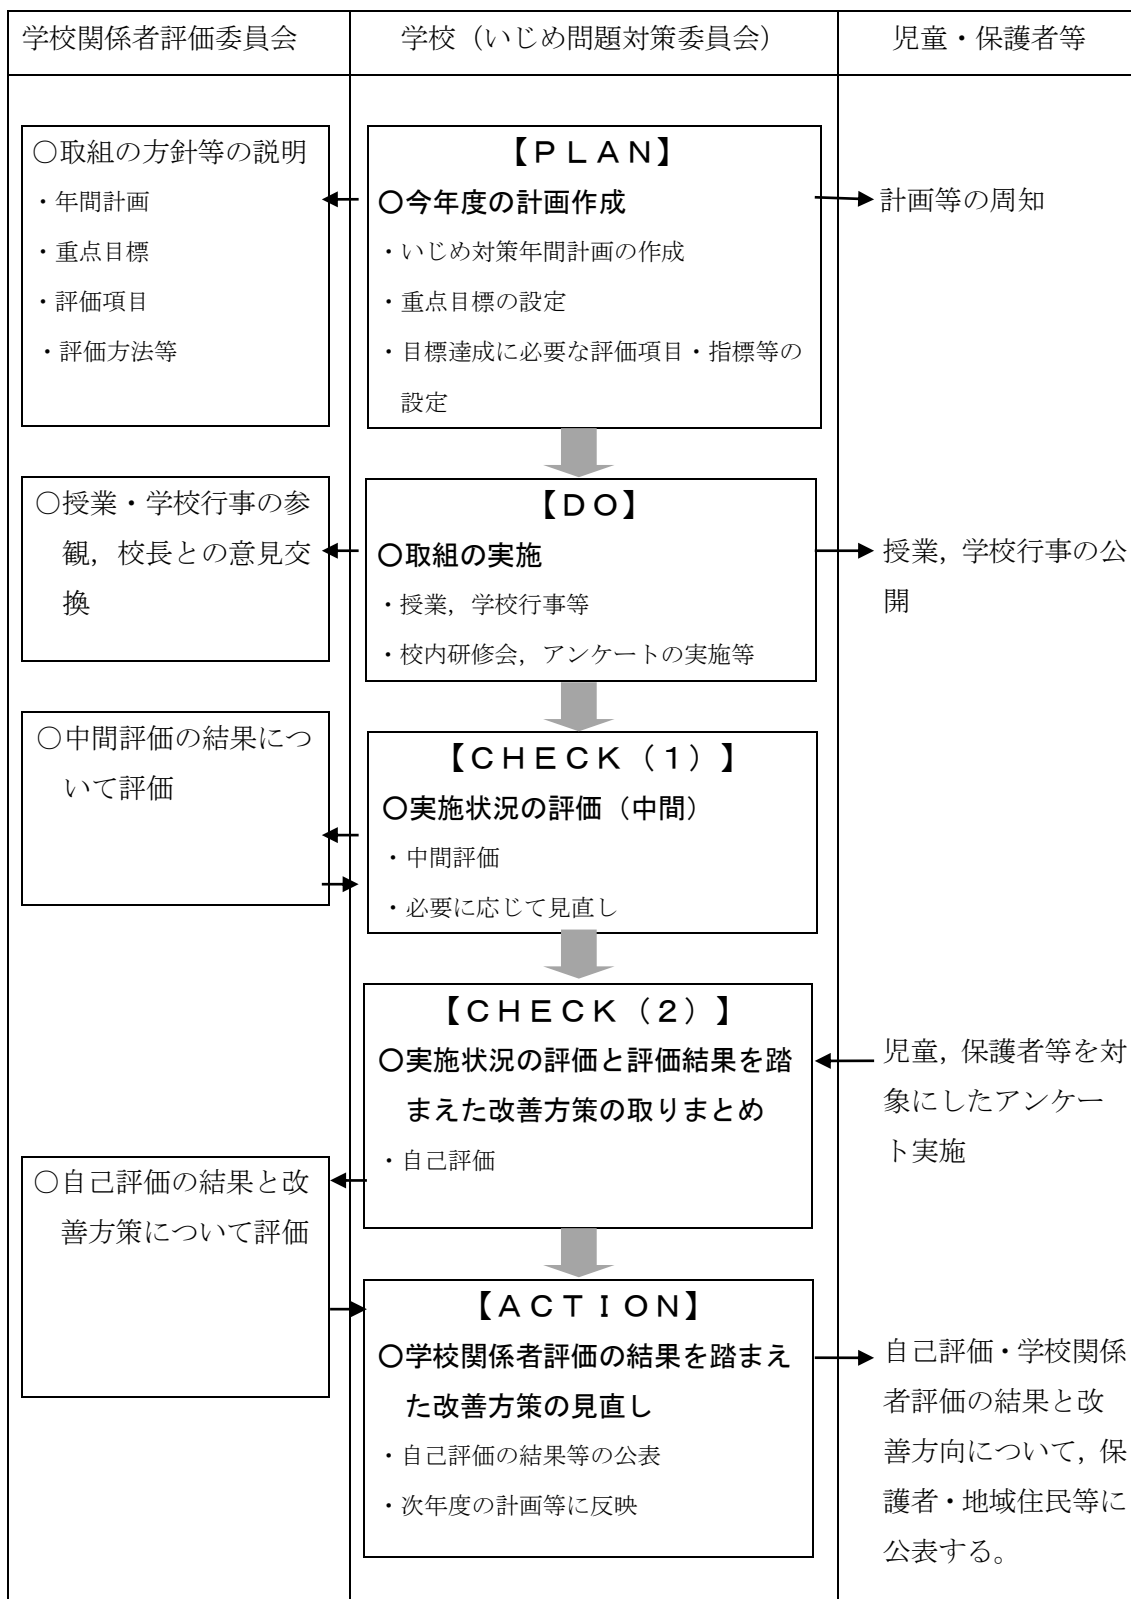 学校関係者評価委員会
学校（いじめ問題対策委員会）
児童・保護者等
○取組の方針等の説明
・年間計画
・重点目標
・評価項目
・評価方法等
【ＰＬＡＮ】
○今年度の計画作成
・いじめ対策年間計画の作成
・重点目標の設定
・目標達成に必要な評価項目・指標等の
設定
計画等の周知
○授業・学校行事の参
観，校長との意見交
換
【ＤＯ】
○取組の実施
・授業，学校行事等
・校内研修会，アンケートの実施等
授業，学校行事の公
開
○中間評価の結果につ
いて評価
【ＣＨＥＣＫ（１）】
○実施状況の評価（中間）
・中間評価
・必要に応じて見直し
【ＣＨＥＣＫ（２）】
○実施状況の評価と評価結果を踏
まえた改善方策の取りまとめ
・自己評価
児童，保護者等を対
象にしたアンケー
ト実施
○自己評価の結果と改
善方策について評価
【ＡＣＴＩＯＮ】
○学校関係者評価の結果を踏まえ
た改善方策の見直し
・自己評価の結果等の公表
・次年度の計画等に反映
自己評価・学校関係
者評価の結果と改
善方向について，保
護者・地域住民等に
公表する。